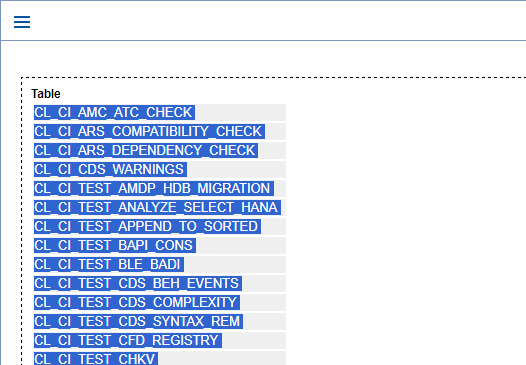 Table
CL_CI_AMC_ATC_CHECK
CL_CI_ARS_COMPATIBILITY_CHECK
CL_CI_ARS_DEPENDENCY_CHECK
CL_CI_CDS_WARNINGS
CL_CI_TEST_AMDP_HDB_MIGRATION
CL_CI_TEST_ANALYZE_SELECT_HANA
CL_CI_TEST_APPEND_TO_SORTED
CL_CI_TEST_BAPI_CONS
CL_CI_TEST_BLE_BADI
CL_CI_TEST_CDS_BEH_EVENTS
CL_CI_TEST_CDS_COMPLEXITY
CL_CI_TEST_CDS_SYNTAX_REM
CL_CI_TEST_CFD_REGISTRY
CL_CI_TEST_CHKV